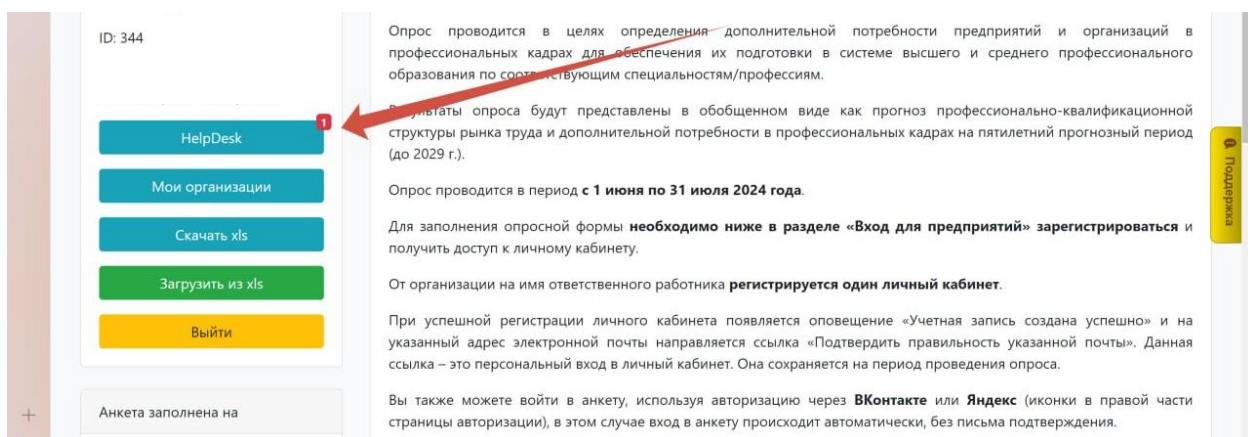 ID: 344
HelpDesk
1
Мои организации
Скачать xls
Загрузить из xls
Выйти
Анкета заполнена на
Опрос проводится в целях определения дополнительной потребности предприятий и организаций в
профессиональных кадрах для обеспечения их подготовки в системе высшего и среднего профессионального
образования по соответствующим специальностям/профессиям.
Результаты опроса будут представлены в обобщенном виде как прогноз профессионально-квалификационной
структуры рынка труда и дополнительной потребности в профессиональных кадрах на пятилетний прогнозный период
(до 2029 г.).
Опрос проводится в период с 1 июня по 31 июля 2024 года.
Для заполнения опросной формы необходимо ниже в разделе «Вход для предприятий» зарегистрироваться и
получить доступ к личному кабинету.
От организации на имя ответственного работника регистрируется один личный кабинет.
При успешной регистрации личного кабинета появляется оповещение «Учетная запись создана успешно» и на
указанный адрес электронной почты направляется ссылка «Подтвердить правильность указанной почты». Данная
ссылка – это персональный вход в личный кабинет. Она сохраняется на период проведения опроса.
Вы также можете войти в анкету, используя авторизацию через ВКонтакте или Яндекс (иконки в правой части
страницы авторизации), в этом случае вход в анкету происходит автоматически, без письма подтверждения.
Поддержка